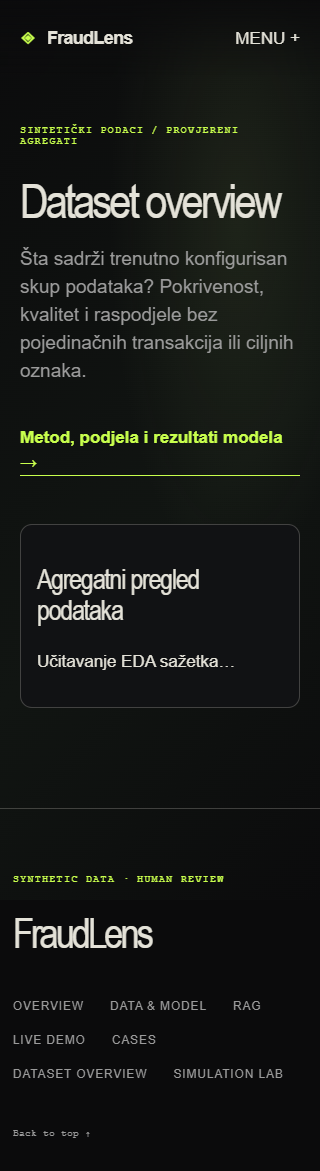 FraudLens
MENU +
SINTETIČKI PODACI / PROVJERENI
AGREGATI
Dataset overview
Šta sadrži trenutno konfigurisan
skup podataka? Pokrivenost,
kvalitet i raspodjele bez
pojedinačnih transakcija ili ciljnih
oznaka.
Metod, podjela i rezultati modela
→
Agregatni pregled
podataka
Učitavanje EDA sažetka...
SYNTHETIC DATA · HUMAN REVIEW
FraudLens
OVERVIEW DATA & MODEL RAG
LIVE DEMO CASES
DATASET OVERVIEW SIMULATION LAB
Back to top ↑